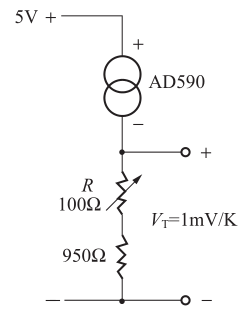 5V +
+
AD590
−
+
R
100Ω
V_T=1mV/K
950Ω
−
−